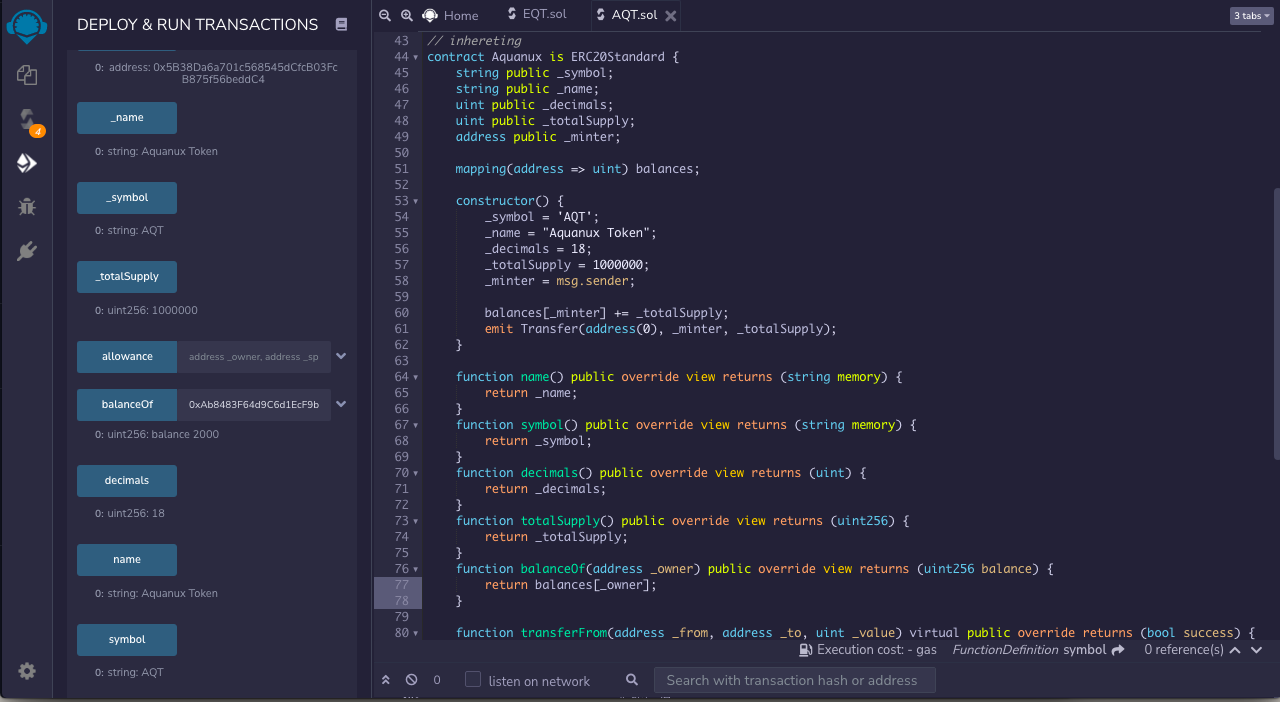 DEPLOY & RUN TRANSACTIONS
4
0: address: 0x5B38Da6a701c568545dCfcB03Fc
B875f56beddC4
_name
0: string: Aquanux Token
_symbol
0: string: AQT
_totalSupply
0: uint256: 1000000
allowance address _owner, address _sp
balanceOf 0xAb8483F64d9C6d1EcF9b
0: uint256: balance 2000
decimals
0: uint256: 18
name
0: string: Aquanux Token
symbol
0: string: AQT
Home EQT.sol AQT.sol 3 tabs
43 // inhereting
44 contract Aquanux is ERC20Standard {
45 string public _symbol;
46 string public _name;
47 uint public _decimals;
48 uint public _totalSupply;
49 address public _minter;
50
51 mapping(address => uint) balances;
52
53 constructor() {
54 _symbol = 'AQT';
55 _name = "Aquanux Token";
56 _decimals = 18;
57 _totalSupply = 1000000;
58 _minter = msg.sender;
59
60 balances[_minter] += _totalSupply;
61 emit Transfer(address(0), _minter, _totalSupply);
62 }
63
64 function name() public override view returns (string memory) {
65 return _name;
66 }
67 function symbol() public override view returns (string memory) {
68 return _symbol;
69 }
70 function decimals() public override view returns (uint) {
71 return _decimals;
72 }
73 function totalSupply() public override view returns (uint256) {
74 return _totalSupply;
75 }
76 function balanceOf(address _owner) public override view returns (uint256 balance) {
77 return balances[_owner];
78 }
79
80 function transferFrom(address _from, address _to, uint _value) virtual public override returns (bool success) {
Execution cost: - gas FunctionDefinition symbol 0 reference(s)
0 listen on network Search with transaction hash or address